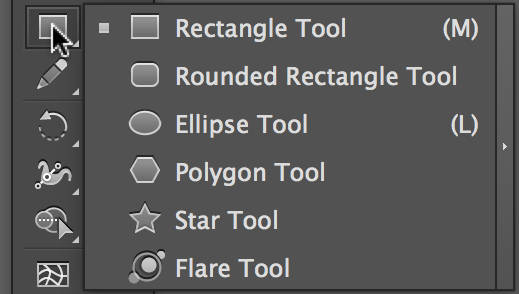 Rectangle Tool (M)
Rounded Rectangle Tool
Ellipse Tool (L)
Polygon Tool
Star Tool
Flare Tool